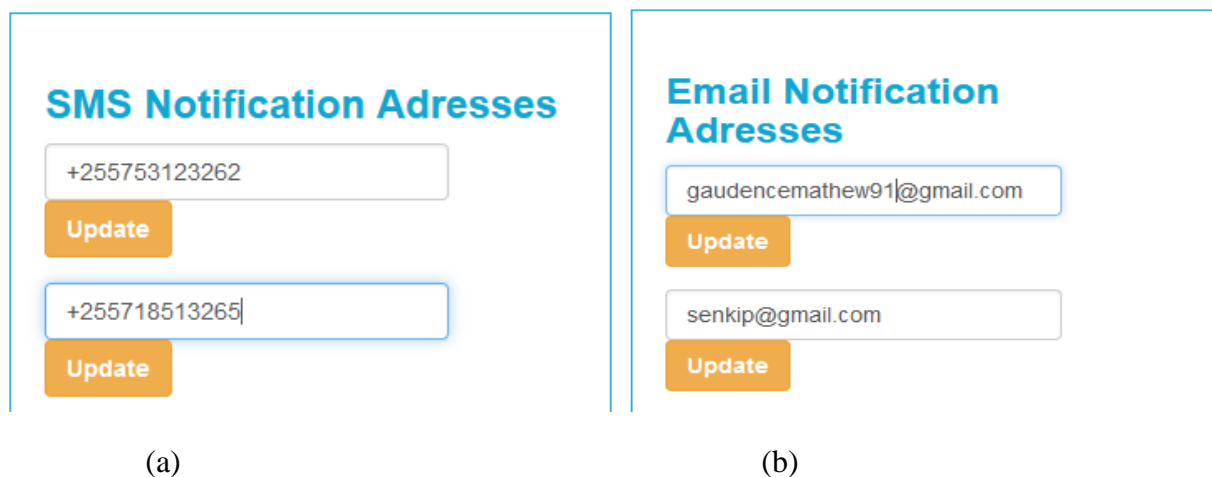 SMS Notification Adresses
+255753123262
Update
+255718513265
Update
Email Notification
Adresses
gaudencemathew91@gmail.com
Update
senkip@gmail.com
Update
(a)
(b)